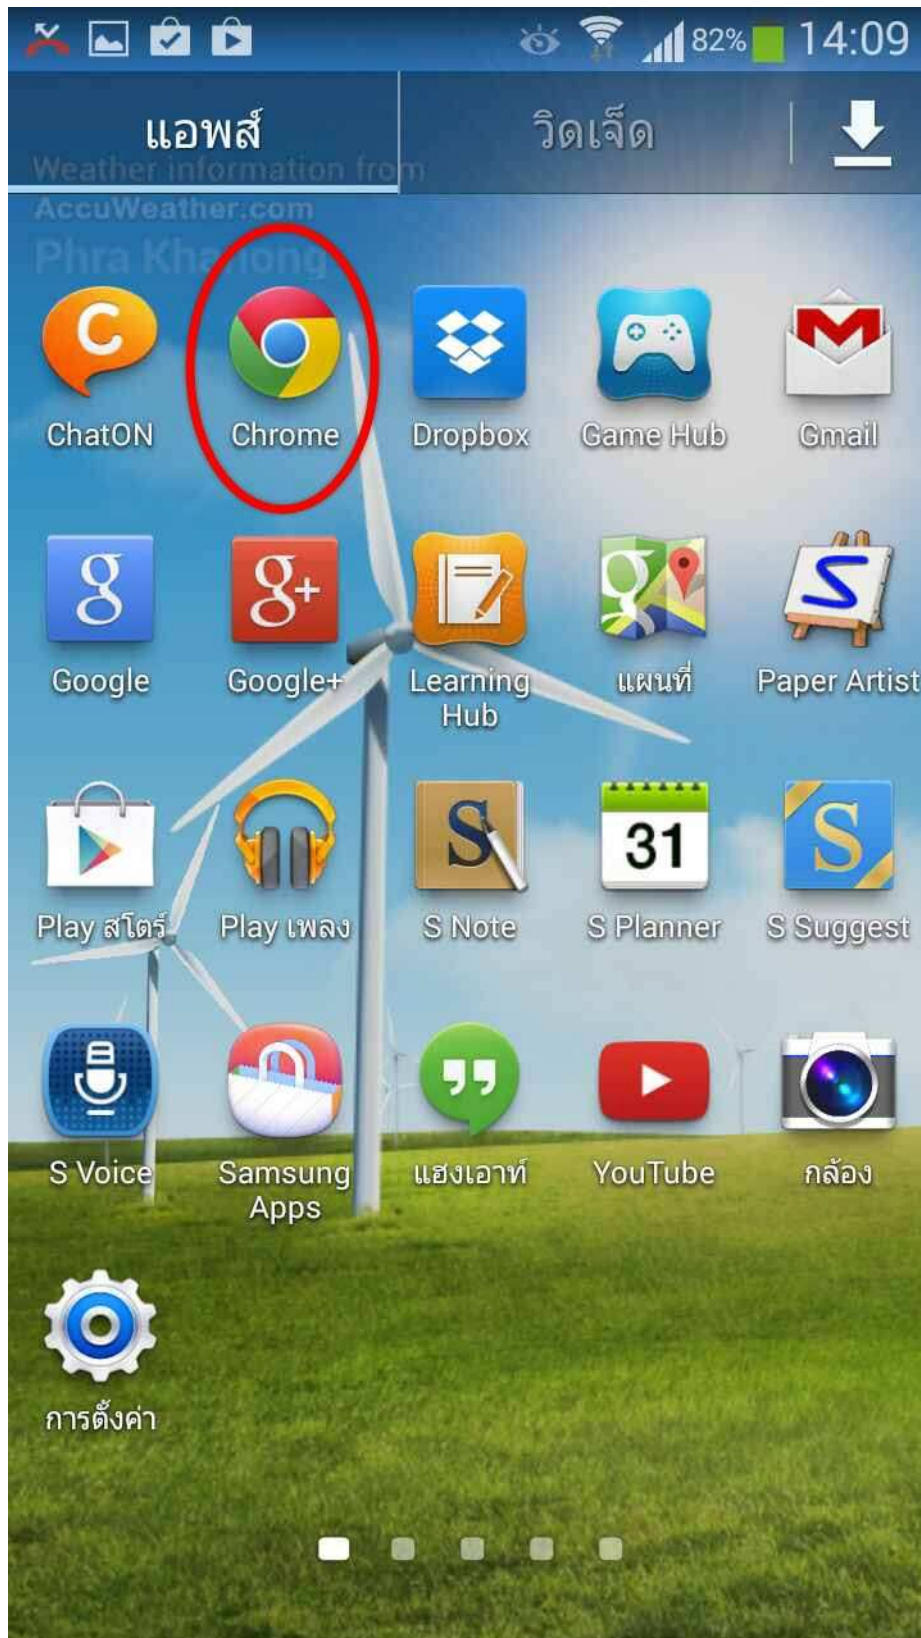 82% 14:09
แอพส์ วิดเจ็ด
Weather information from
AccuWeather.com
Phra Khanong
C
ChatON Chrome Dropbox Game Hub Gmail
g g+ S
Google Google+ Learning Hub แผนที่ Paper Artist
S 31 S
Play สโตร์ Play เพลง S Note S Planner S Suggest
S Voice Samsung Apps แฮงเอาท์ YouTube กล้อง
การตั้งค่า